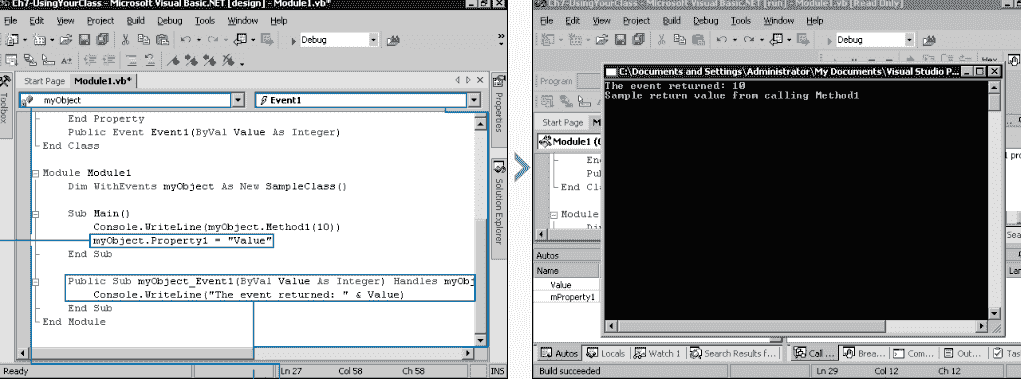 Ch7-UsingYourClass - Microsoft Visual Basic.NET [design] - Module1.vb*
File Edit View Project Build Debug Tools Window Help
Debug
Start Page Module1.vb*
myObject Event1
Toolbox
Properties
Solution Explorer
End Property
Public Event Event1(ByVal Value As Integer)
End Class
Module Module1
Dim WithEvents myObject As New SampleClass()
Sub Main()
Console.WriteLine(myObject.Method1(10))
myObject.Property1 = "Value"
End Sub
Public Sub myObject_Event1(ByVal Value As Integer) Handles myObj
Console.WriteLine("The event returned: " & Value)
End Sub
End Module
Ready Ln 27 Col 58 Ch 58 INS
Ch7-UsingYourClass - Microsoft Visual Basic.NET [run] - Module1.vb [Read Only]
File Edit View Project Build Debug Tools Window Help
Debug
Program
Start Page M
Module1 (
En
Pu
End Cl
Module
Di
C:\Documents and Settings\Administrator\My Documents\Visual Studio P...
The event returned: 10
Sample return value from calling Method1
Autos
Name
Value
mProperty1
Lan
Autos Locals Watch 1 Search Results f... Call ... Brea... Com... Out... Tas
Build succeeded Ln 29 Col 12 Ch 12